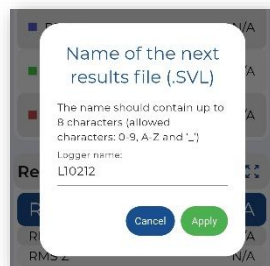 N/A
Name of the next
results file (.SVL)
The name should contain up to
8 characters (allowed
characters: 0-9, A-Z and '_')
Logger name:
L10212
Cancel Apply
RMS Z N/A